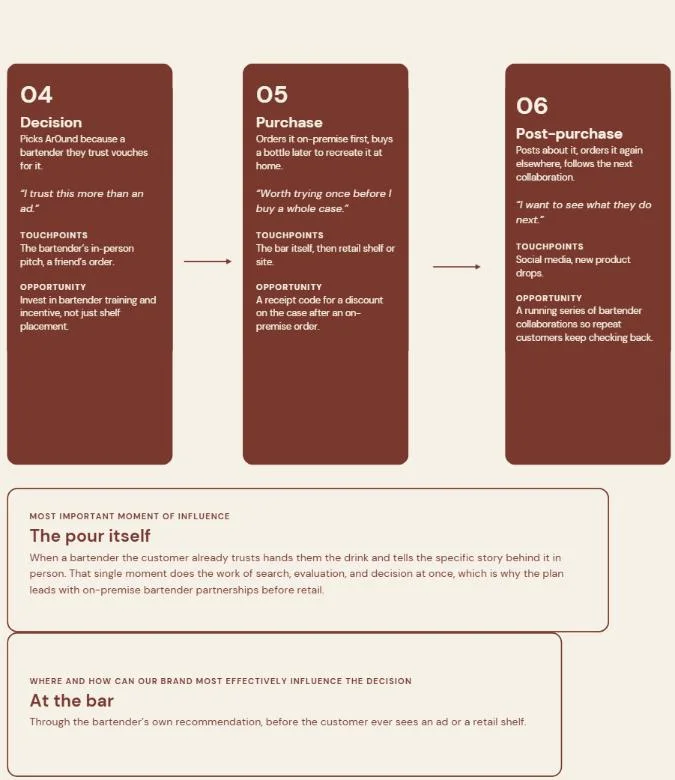 04
Decision
Picks ArOund because a
bartender they trust vouches
for it.
“I trust this more than an
ad.”
TOUCHPOINTS
The bartender’s in-person
pitch, a friend’s order.
OPPORTUNITY
Invest in bartender training and
incentive, not just shelf
placement.
05
Purchase
Orders it on-premise first, buys
a bottle later to recreate it at
home.
“Worth trying once before I
buy a whole case.”
TOUCHPOINTS
The bar itself, then retail shelf or
site.
OPPORTUNITY
A receipt code for a discount
on the case after an on-
premise order.
06
Post-purchase
Posts about it, orders it again
elsewhere, follows the next
collaboration.
“I want to see what they do
next.”
TOUCHPOINTS
Social media, new product
drops.
OPPORTUNITY
A running series of bartender
collaborations so repeat
customers keep checking back.
MOST IMPORTANT MOMENT OF INFLUENCE
The pour itself
When a bartender the customer already trusts hands them the drink and tells the specific story behind it in
person. That single moment does the work of search, evaluation, and decision at once, which is why the plan
leads with on-premise bartender partnerships before retail.
WHERE AND HOW CAN OUR BRAND MOST EFFECTIVELY INFLUENCE THE DECISION
At the bar
Through the bartender’s own recommendation, before the customer ever sees an ad or a retail shelf.